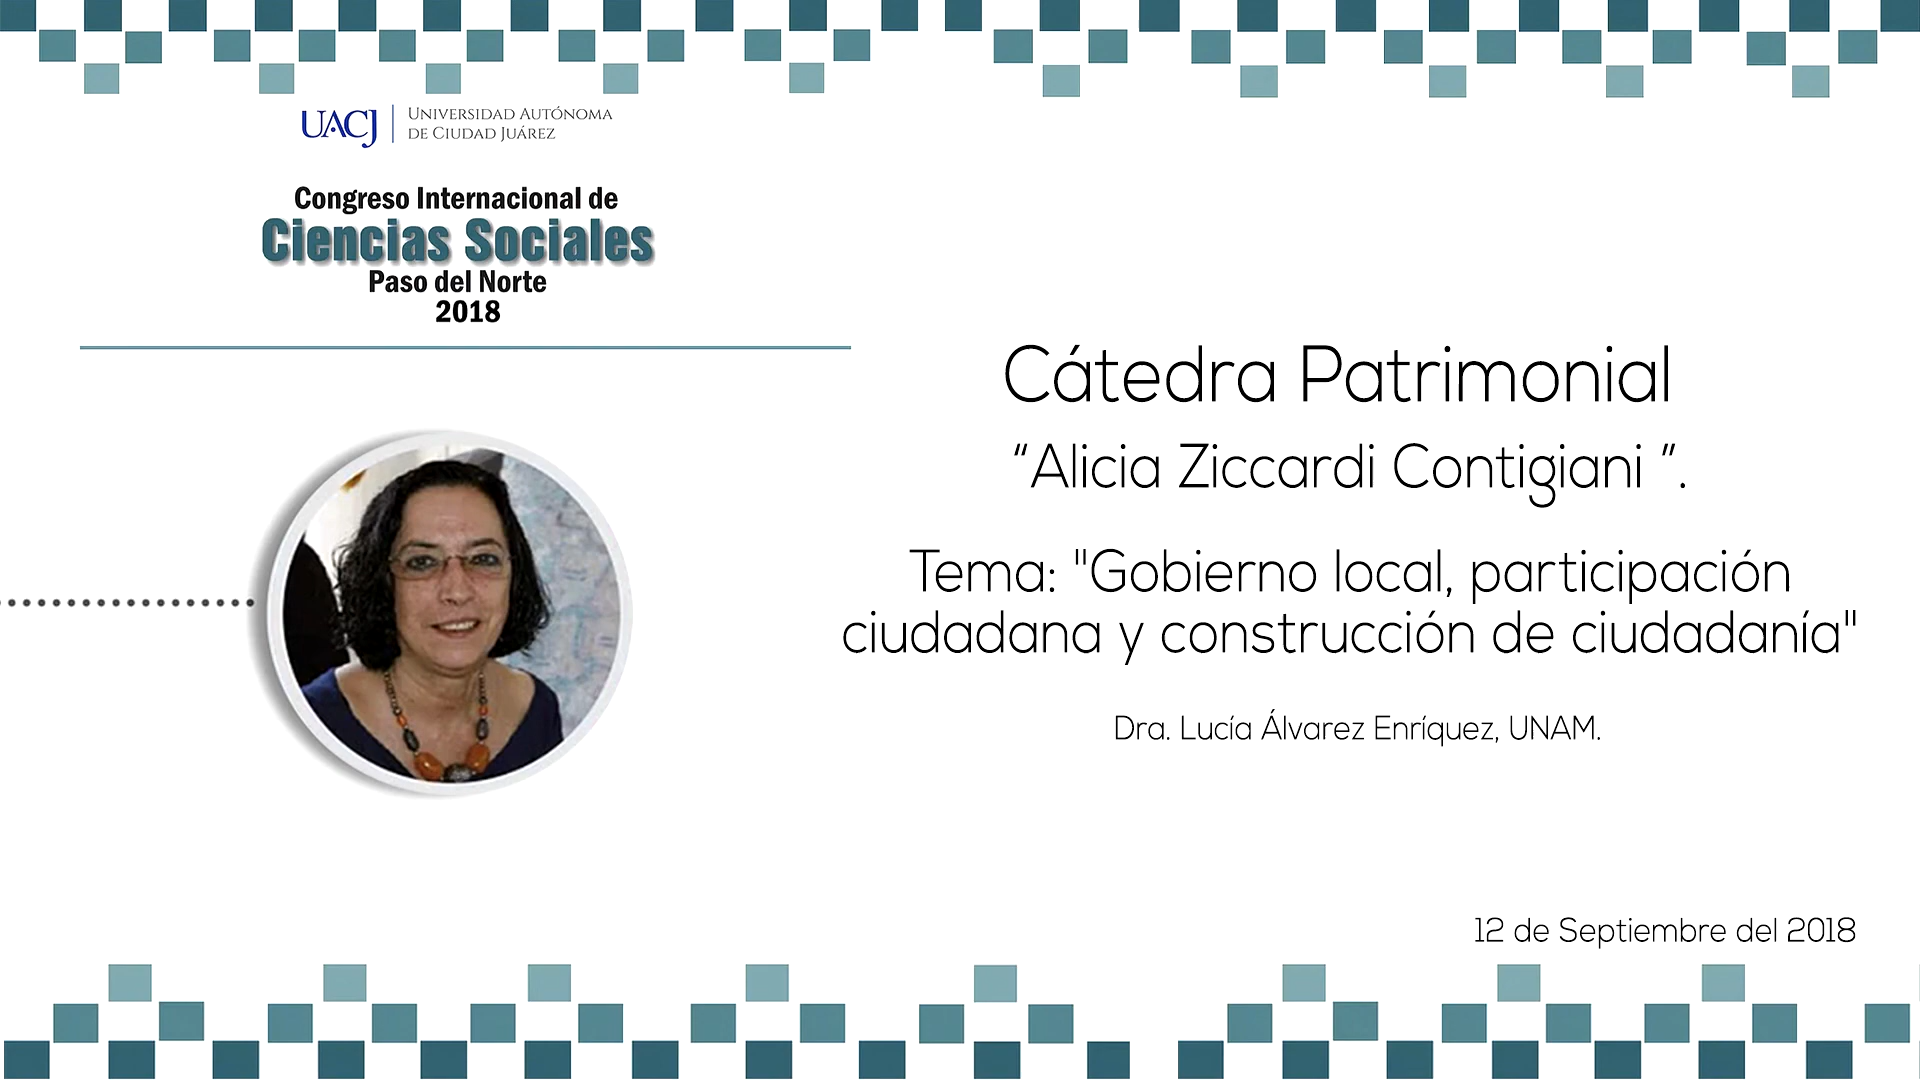 UACJ
UNIVERSIDAD AUTÓNOMA
DE CIUDAD JUÁREZ
Congreso Internacional de
Ciencias Sociales
Paso del Norte
2018
Cátedra Patrimonial
“Alicia Ziccardi Contigiani ”.
Tema: "Gobierno local, participación
ciudadana y construcción de ciudadanía"
Dra. Lucía Álvarez Enríquez, UNAM.
12 de Septiembre del 2018